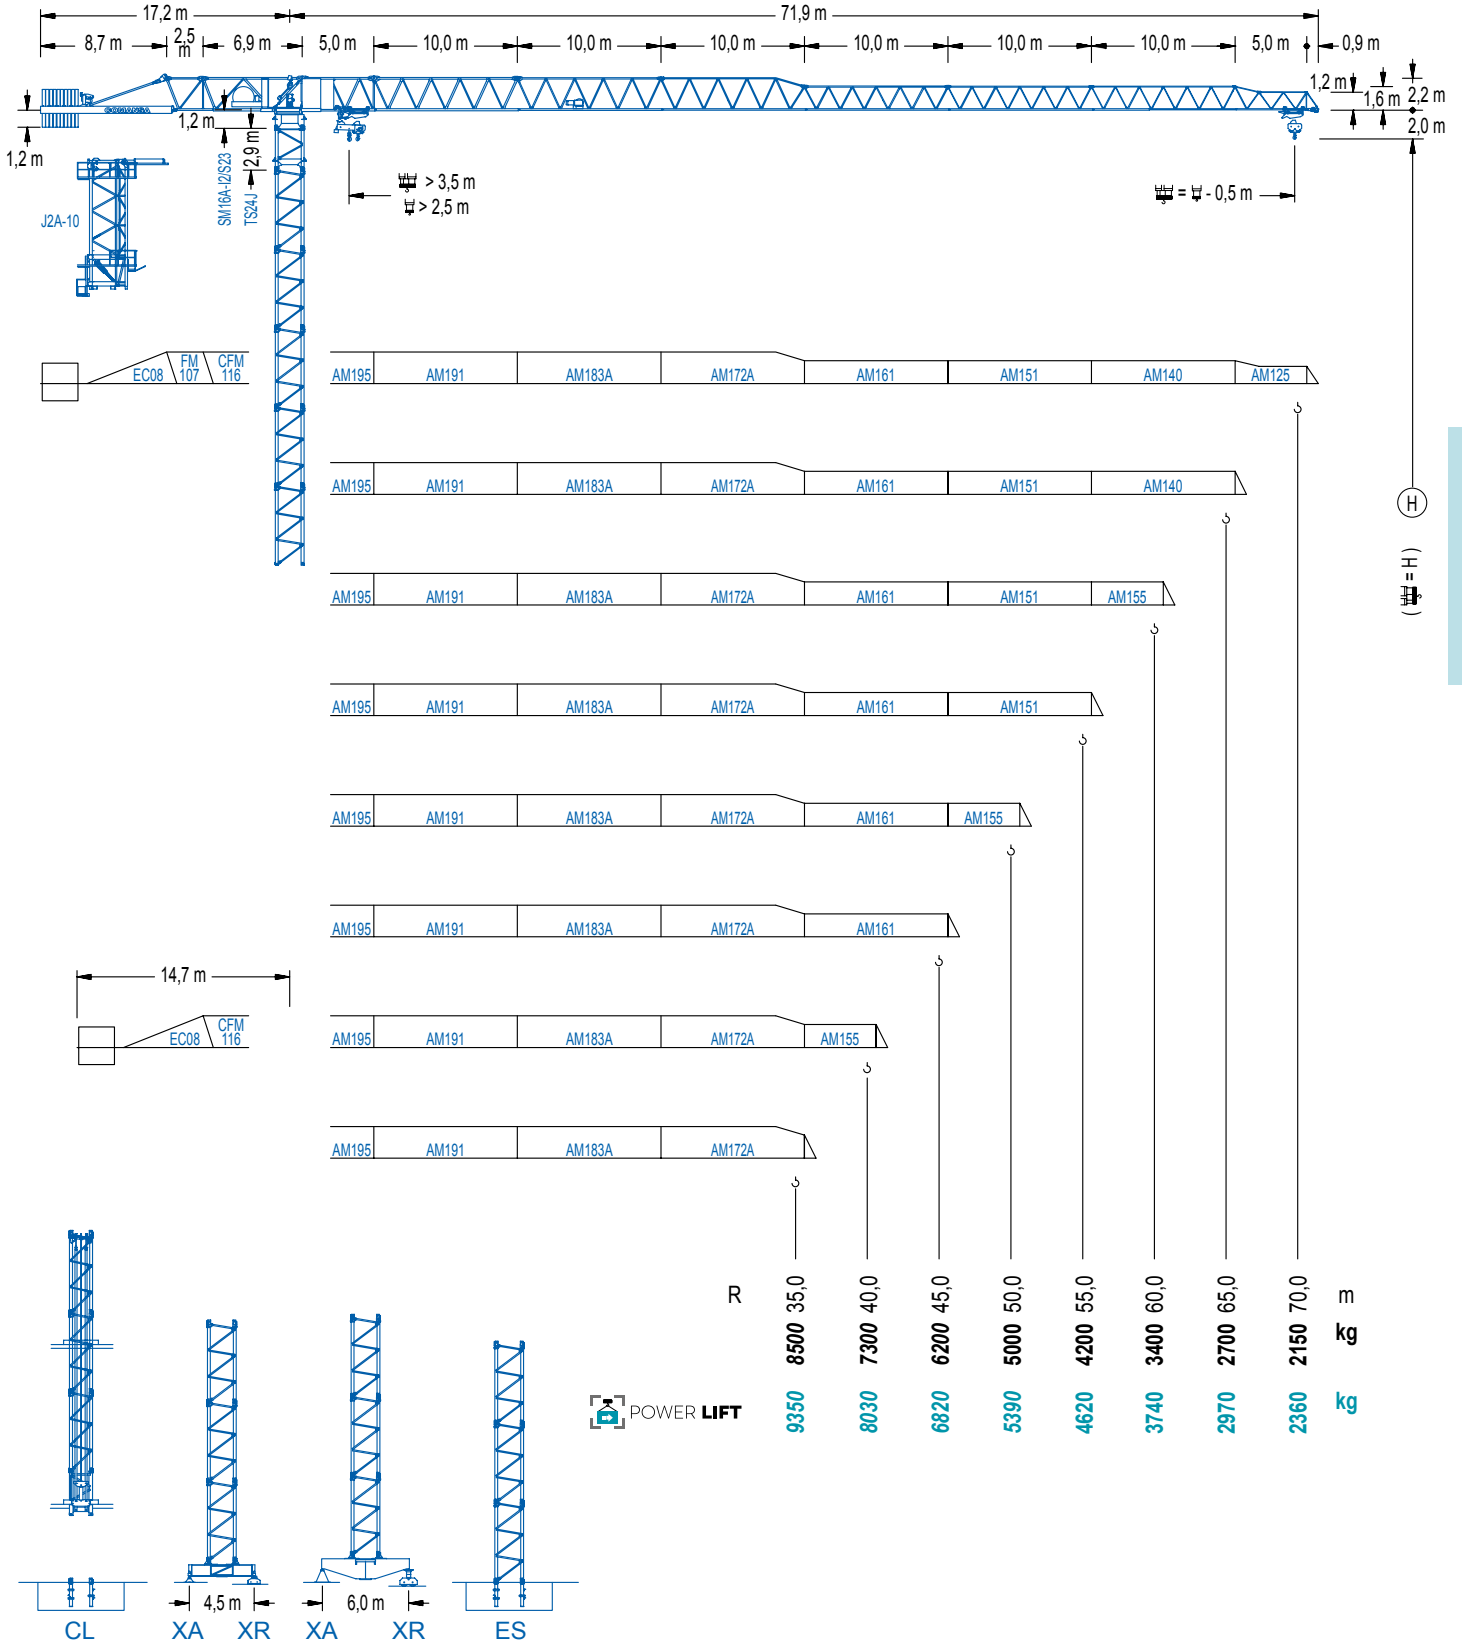 17,2 m 71,9 m
8,7 m 2,5 m 6,9 m 5,0 m 10,0 m 10,0 m 10,0 m 10,0 m 10,0 m 10,0 m 5,0 m 0,9 m
COMANSA
1,2 m 1,6 m 2,2 m
1,2 m 2,0 m
1,2 m
2,9 m
SM16A-I2/S23
TS24J
J2A-10
> 3,5 m
> 2,5 m
= - 0,5 m
EC08 FM 107 CFM 116 AM195 AM191 AM183A AM172A AM161 AM151 AM140 AM125
AM195 AM191 AM183A AM172A AM161 AM151 AM140
H
( H = )
AM195 AM191 AM183A AM172A AM161 AM151 AM155
AM195 AM191 AM183A AM172A AM161 AM151
AM195 AM191 AM183A AM172A AM161 AM155
AM195 AM191 AM183A AM172A AM161
14,7 m
EC08 CFM 116 AM195 AM191 AM183A AM172A AM155
AM195 AM191 AM183A AM172A
R 35,0 40,0 45,0 50,0 55,0 60,0 65,0 70,0 m
8500 7300 6200 5000 4200 3400 2700 2150 kg
POWER LIFT 9350 8030 6820 5390 4620 3740 2970 2360 kg
4,5 m 6,0 m
CL XA XR XA XR ES